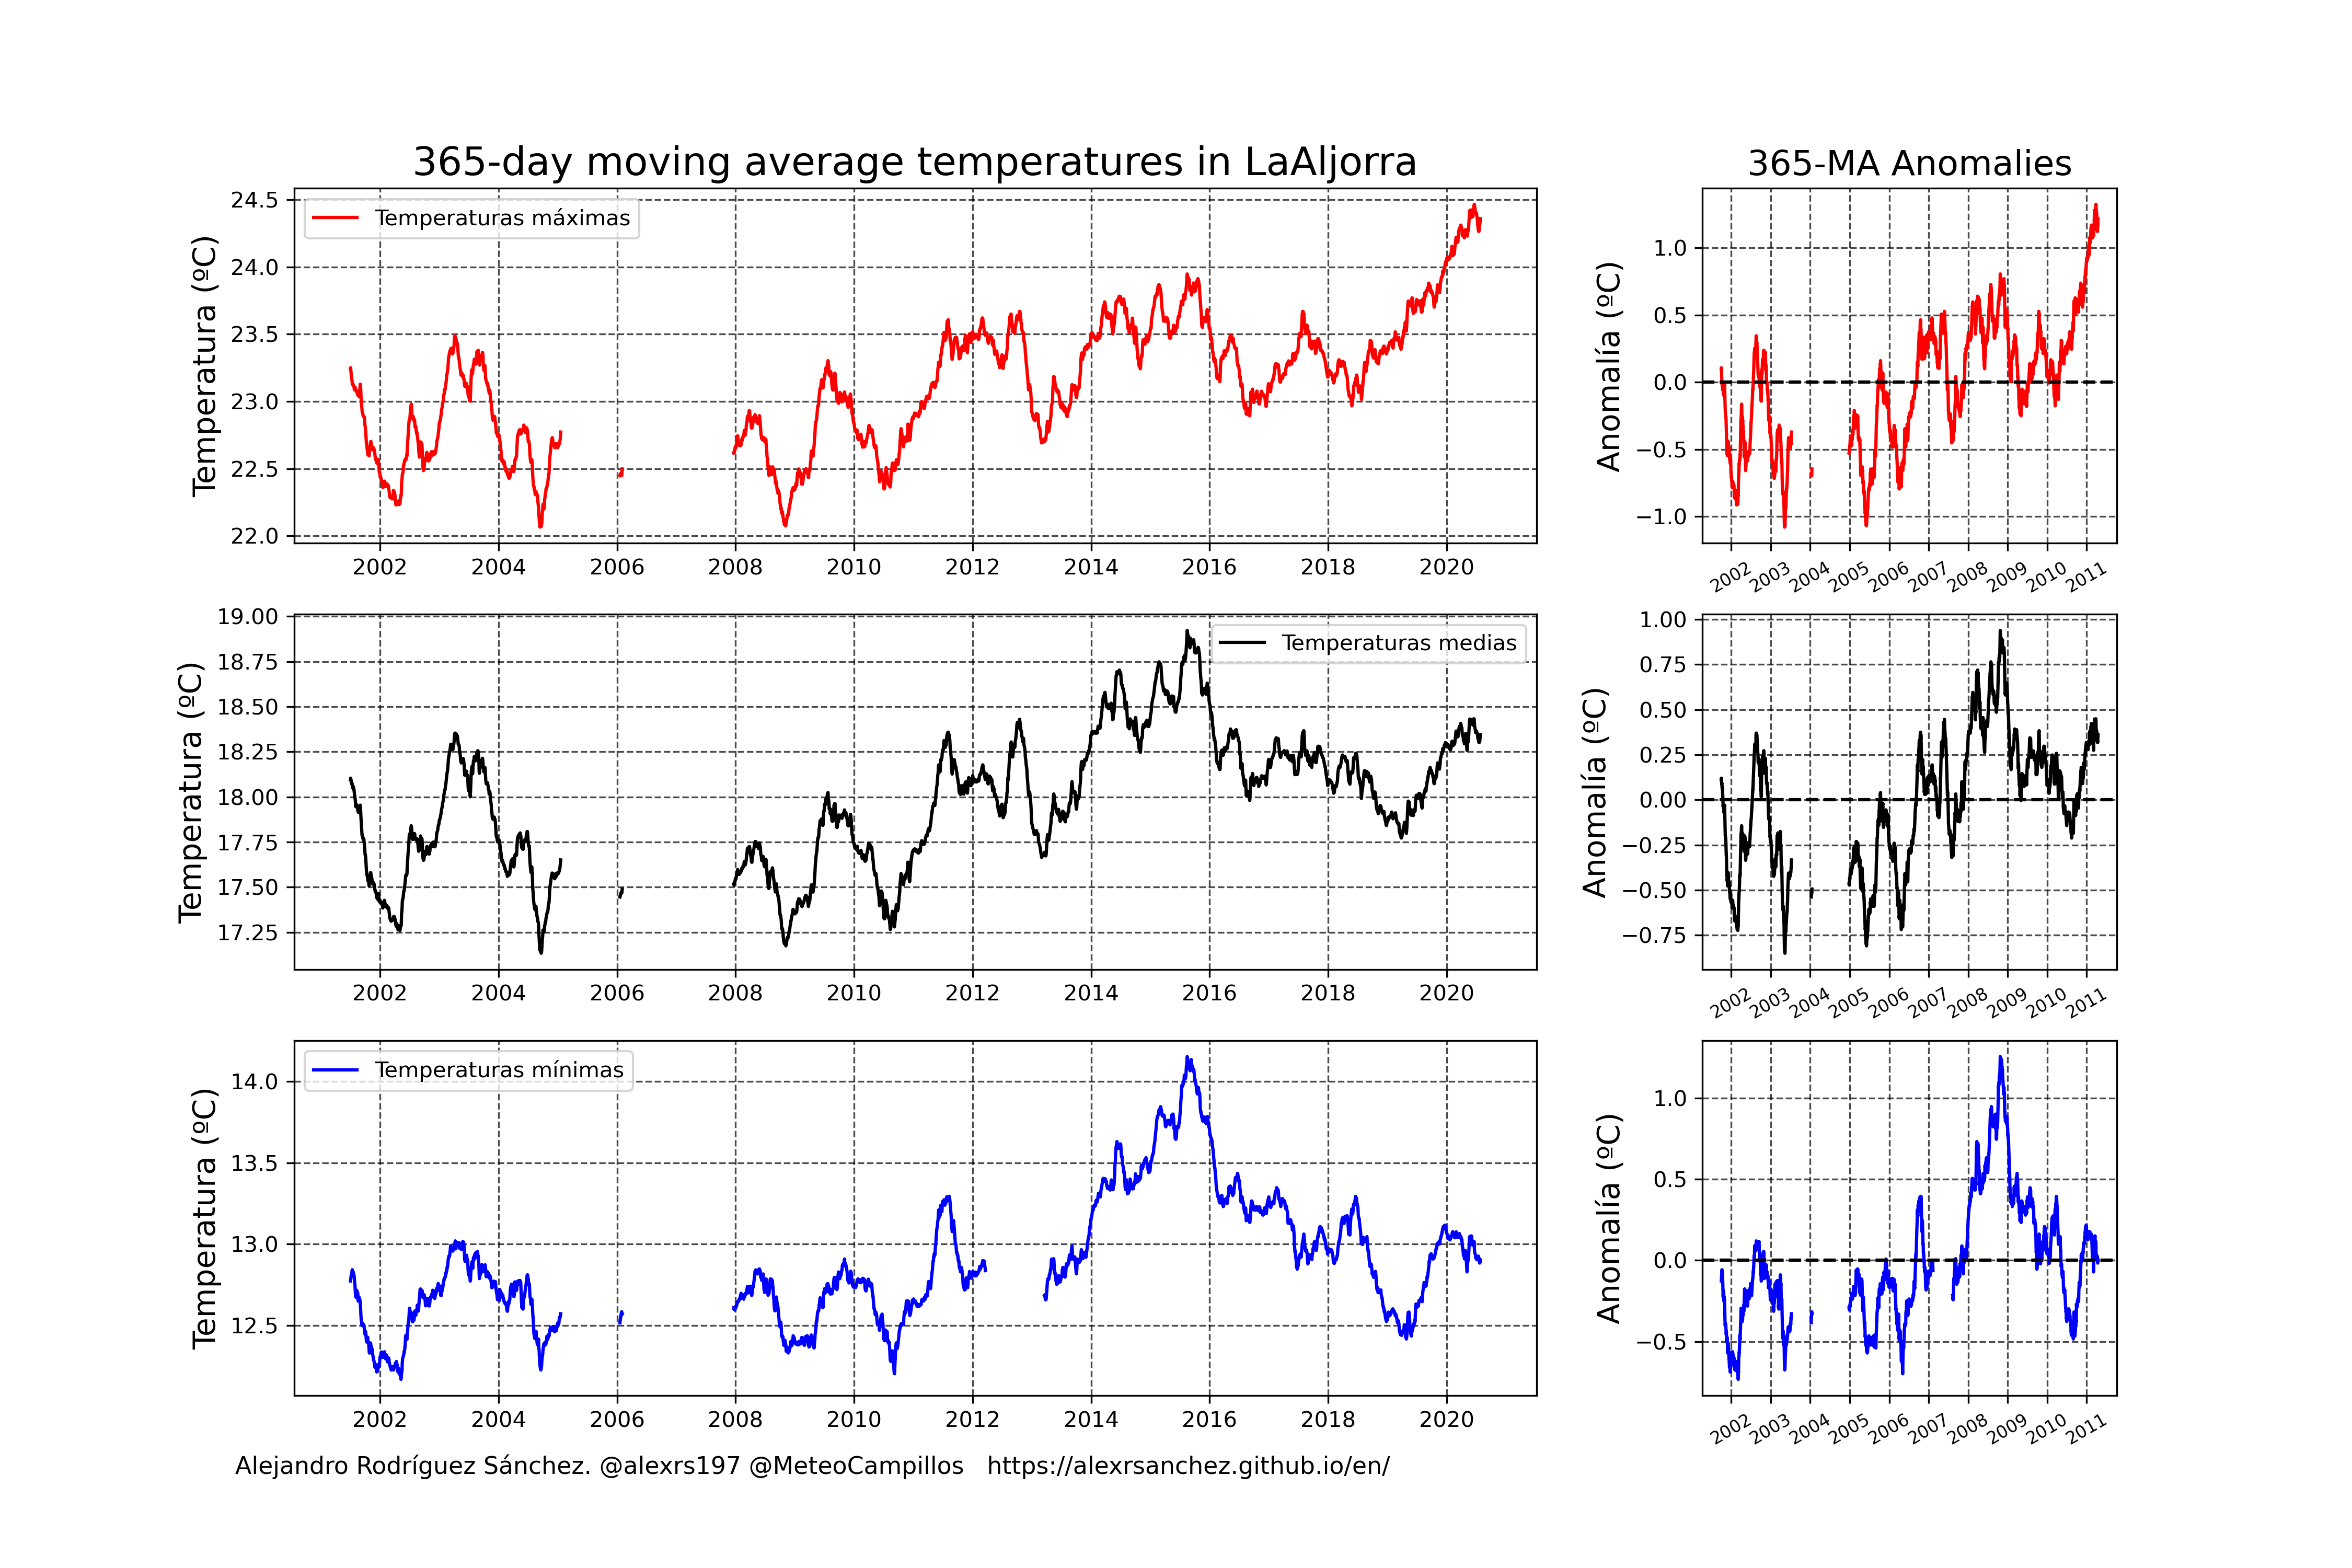 365-day moving average temperatures in LaAljorra
365-MA Anomalies
Temperatura (ºC)
24.5
24.0
23.5
23.0
22.5
22.0
Temperaturas máximas
2002 2004 2006 2008 2010 2012 2014 2016 2018 2020
Anomalía (ºC)
1.0
0.5
0.0
−0.5
−1.0
2002 2003 2004 2005 2006 2007 2008 2009 2010 2011
Temperatura (ºC)
19.00
18.75
18.50
18.25
18.00
17.75
17.50
17.25
Temperaturas medias
2002 2004 2006 2008 2010 2012 2014 2016 2018 2020
Anomalía (ºC)
1.00
0.75
0.50
0.25
0.00
−0.25
−0.50
−0.75
2002 2003 2004 2005 2006 2007 2008 2009 2010 2011
Temperatura (ºC)
14.0
13.5
13.0
12.5
Temperaturas mínimas
2002 2004 2006 2008 2010 2012 2014 2016 2018 2020
Anomalía (ºC)
1.0
0.5
0.0
−0.5
2002 2003 2004 2005 2006 2007 2008 2009 2010 2011
Alejandro Rodríguez Sánchez. @alexrs197 @MeteoCampillos https://alexrsanchez.github.io/en/